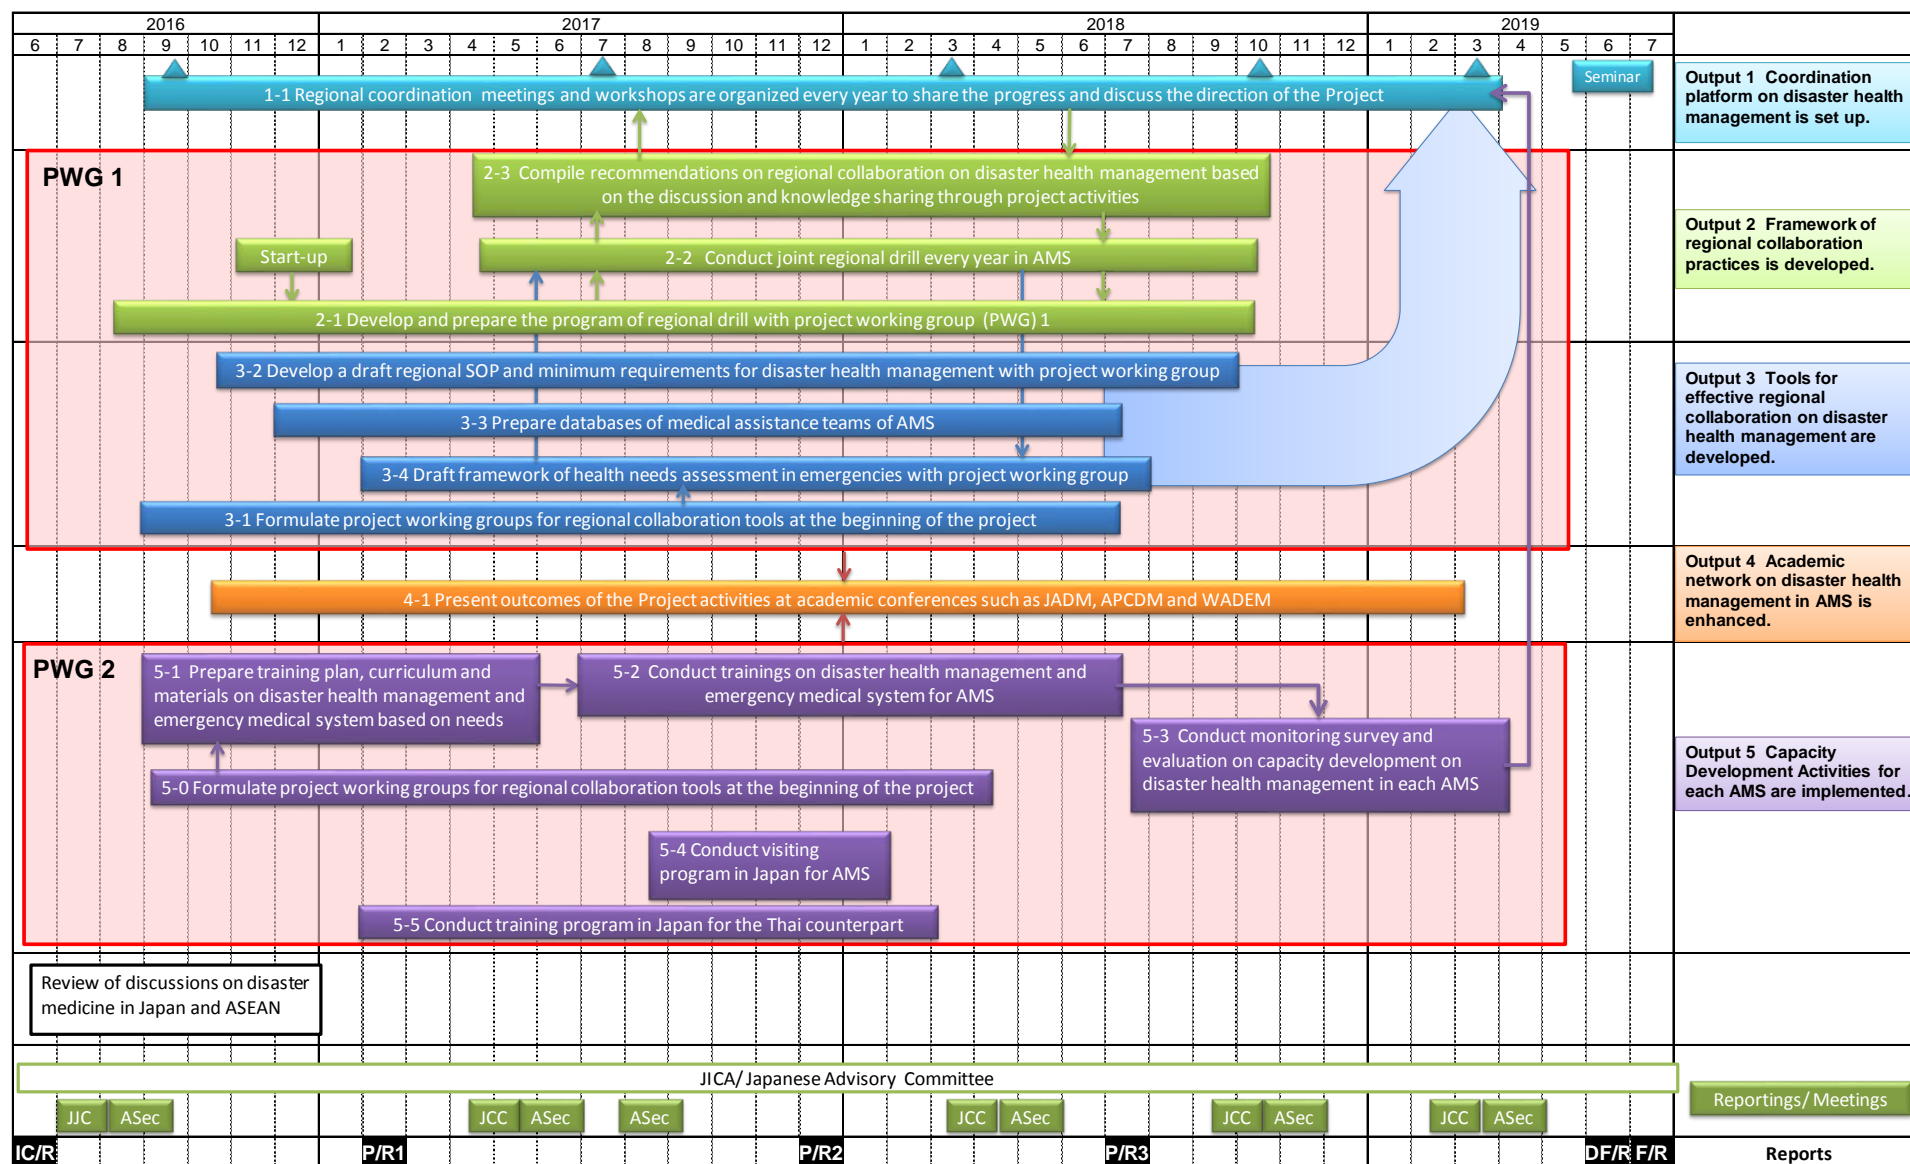 2016 2017 2018 2019
6 7 8 9 10 11 12 1 2 3 4 5 6 7 8 9 10 11 12 1 2 3 4 5 6 7 8 9 10 11 12 1 2 3 4 5 6 7
Seminar
1-1 Regional coordination meetings and workshops are organized every year to share the progress and discuss the direction of the Project
Output 1 Coordination
platform on disaster health
management is set up.
PWG 1
2-3 Compile recommendations on regional collaboration on disaster health management based
on the discussion and knowledge sharing through project activities
Start-up
2-2 Conduct joint regional drill every year in AMS
2-1 Develop and prepare the program of regional drill with project working group (PWG) 1
Output 2 Framework of
regional collaboration
practices is developed.
3-2 Develop a draft regional SOP and minimum requirements for disaster health management with project working group
3-3 Prepare databases of medical assistance teams of AMS
3-4 Draft framework of health needs assessment in emergencies with project working group
3-1 Formulate project working groups for regional collaboration tools at the beginning of the project
Output 3 Tools for
effective regional
collaboration on disaster
health management are
developed.
4-1 Present outcomes of the Project activities at academic conferences such as JADM, APCDM and WADEM
Output 4 Academic
network on disaster health
management in AMS is
enhanced.
PWG 2
5-1 Prepare training plan, curriculum and
materials on disaster health management and
emergency medical system based on needs
5-2 Conduct trainings on disaster health management and
emergency medical system for AMS
5-3 Conduct monitoring survey and
evaluation on capacity development on
disaster health management in each AMS
5-0 Formulate project working groups for regional collaboration tools at the beginning of the project
5-4 Conduct visiting
program in Japan for AMS
5-5 Conduct training program in Japan for the Thai counterpart
Output 5 Capacity
Development Activities for
each AMS are implemented.
Review of discussions on disaster
medicine in Japan and ASEAN
JICA/ Japanese Advisory Committee
JJC ASec JCC ASec ASec JCC ASec JCC ASec JCC ASec
Reportings/ Meetings
IC/R P/R1 P/R2 P/R3 DF/R F/R Reports